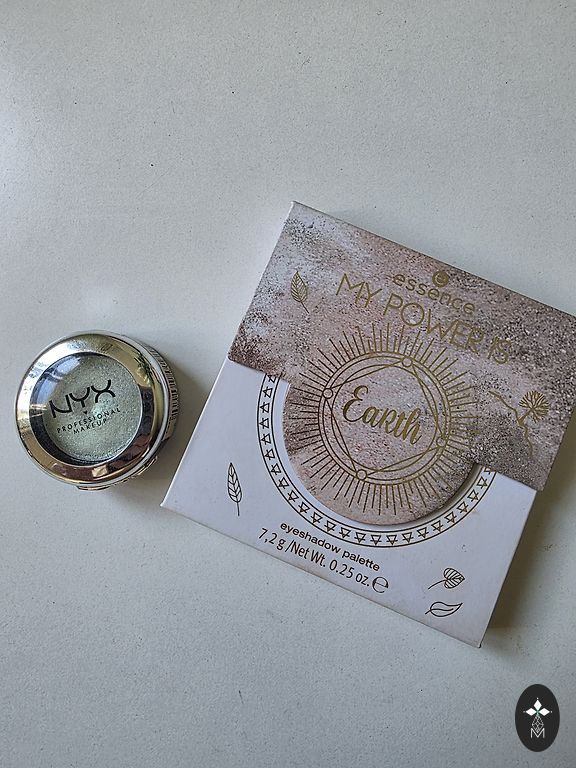 NYX
PROFESSIONAL
MAKEUP
essence
MY POWER IS
Earth
eyeshadow palette
7,2 g/Net Wt. 0.25 oz. ℮
M